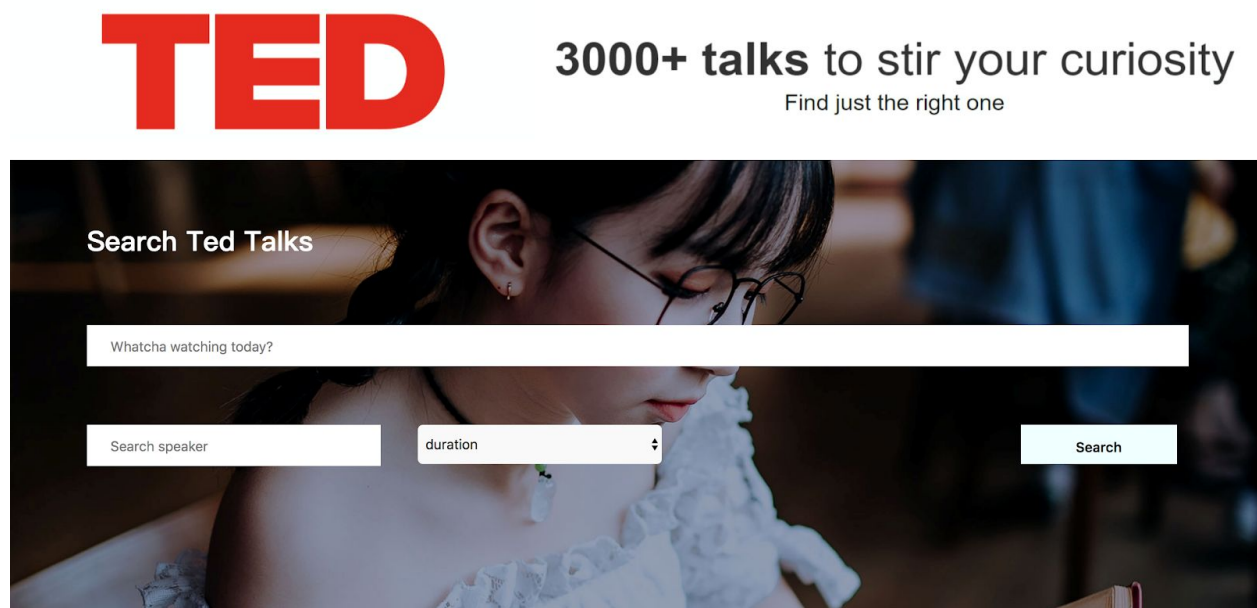 TED
3000+ talks to stir your curiosity
Find just the right one
Search Ted Talks
Whatcha watching today?
Search speaker
duration
Search